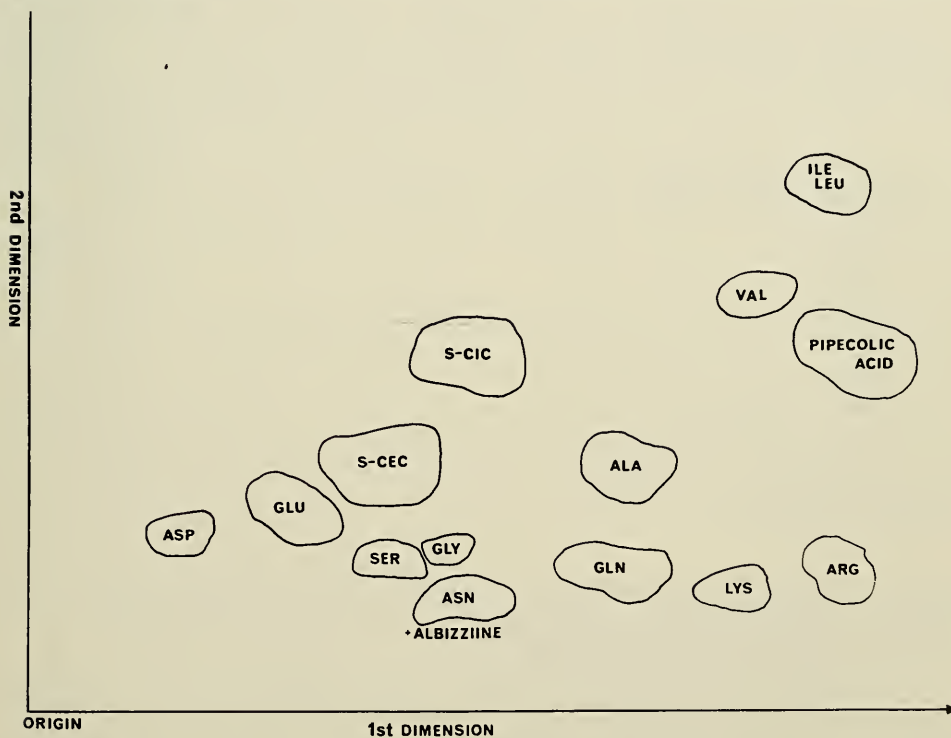 ILE
LEU
VAL
PIPECOLIC
ACID
S-CIC
S-CEC
ALA
GLU
ASP
SER
GLY
GLN
ARG
LYS
ASN
+ALBIZZIINE
2nd DIMENSION
ORIGIN
1st DIMENSION